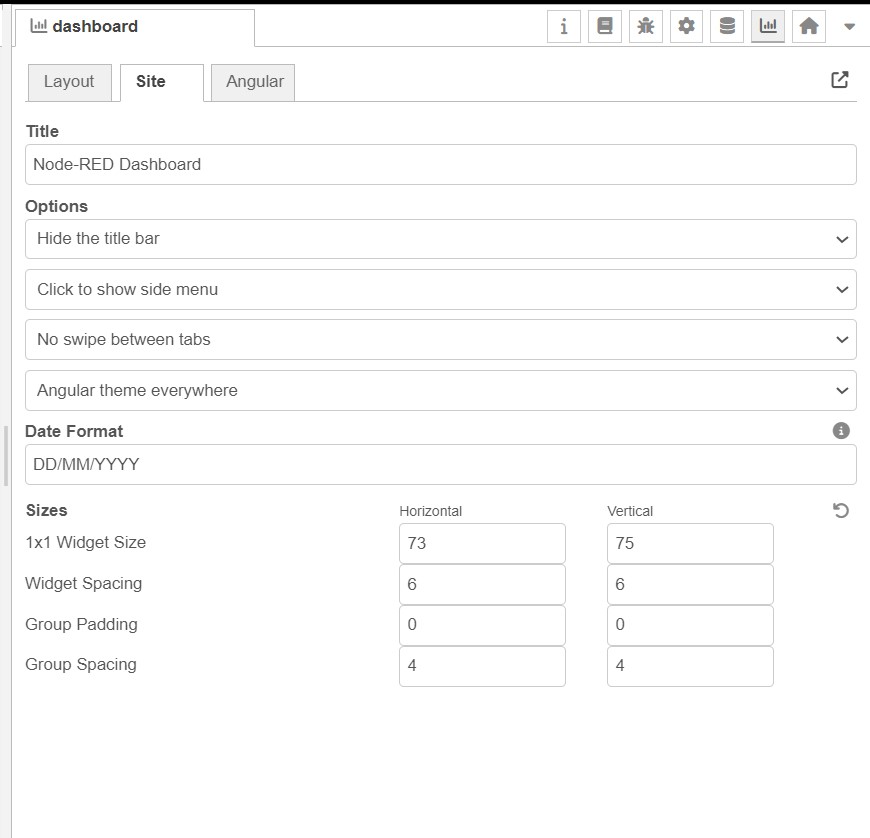 dashboard
Layout Site Angular
Title
Node-RED Dashboard
Options
Hide the title bar
Click to show side menu
No swipe between tabs
Angular theme everywhere
Date Format
DD/MM/YYYY
Sizes Horizontal Vertical
1x1 Widget Size 73 75
Widget Spacing 6 6
Group Padding 0 0
Group Spacing 4 4